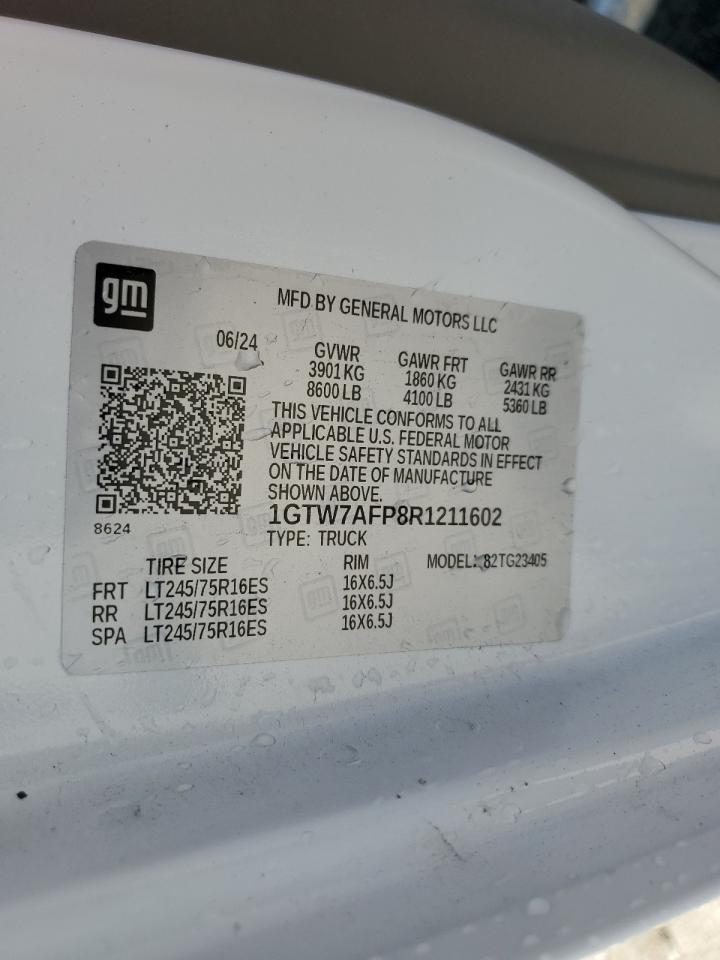 gm
MFD BY GENERAL MOTORS LLC
06/24
GVWR GAWR FRT GAWR RR
3901 KG 1860 KG 2431 KG
8600 LB 4100 LB 5360 LB
THIS VEHICLE CONFORMS TO ALL
APPLICABLE U.S. FEDERAL MOTOR
VEHICLE SAFETY STANDARDS IN EFFECT
ON THE DATE OF MANUFACTURE
SHOWN ABOVE.
8624
1GTW7AFP8R1211602
TYPE: TRUCK
TIRE SIZE RIM MODEL: 82TG23405
FRT LT245/75R16ES 16X6.5J
RR LT245/75R16ES 16X6.5J
SPA LT245/75R16ES 16X6.5J